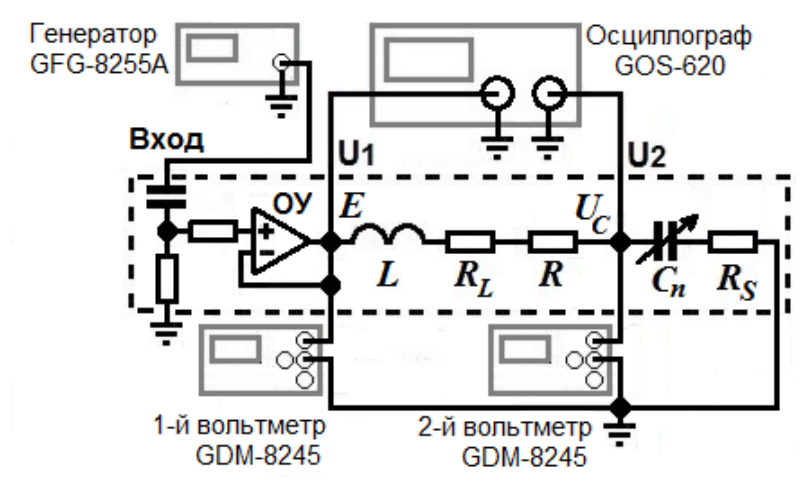 Генератор
GFG-8255A
Осциллограф
GOS-620
Вход
U1
U2
ОУ
E
U_C
+
-
L
R_L
R
C_n
R_S
1-й вольтметр
GDM-8245
2-й вольтметр
GDM-8245